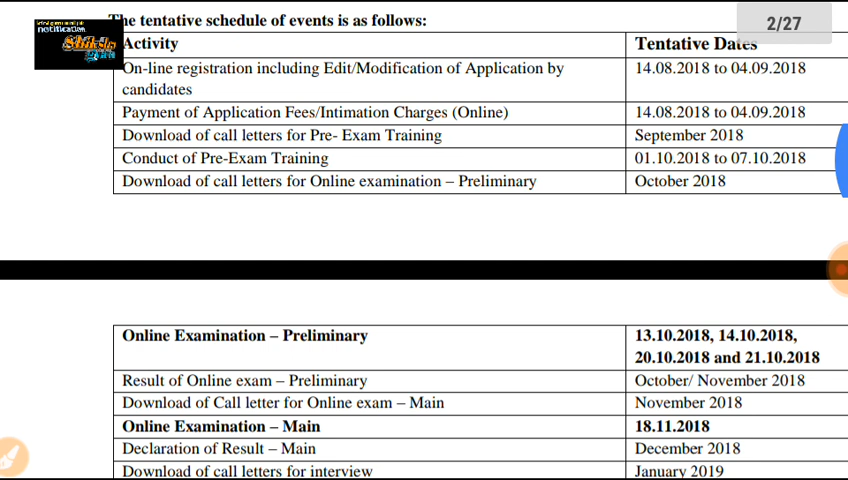 The tentative schedule of events is as follows:
2/27
notification
Shiksha
Activity Tentative Dates
On-line registration including Edit/Modification of Application by 14.08.2018 to 04.09.2018
candidates
Payment of Application Fees/Intimation Charges (Online) 14.08.2018 to 04.09.2018
Download of call letters for Pre- Exam Training September 2018
Conduct of Pre-Exam Training 01.10.2018 to 07.10.2018
Download of call letters for Online examination – Preliminary October 2018
Online Examination – Preliminary 13.10.2018, 14.10.2018,
20.10.2018 and 21.10.2018
Result of Online exam – Preliminary October/ November 2018
Download of Call letter for Online exam – Main November 2018
Online Examination – Main 18.11.2018
Declaration of Result – Main December 2018
Download of call letters for interview January 2019